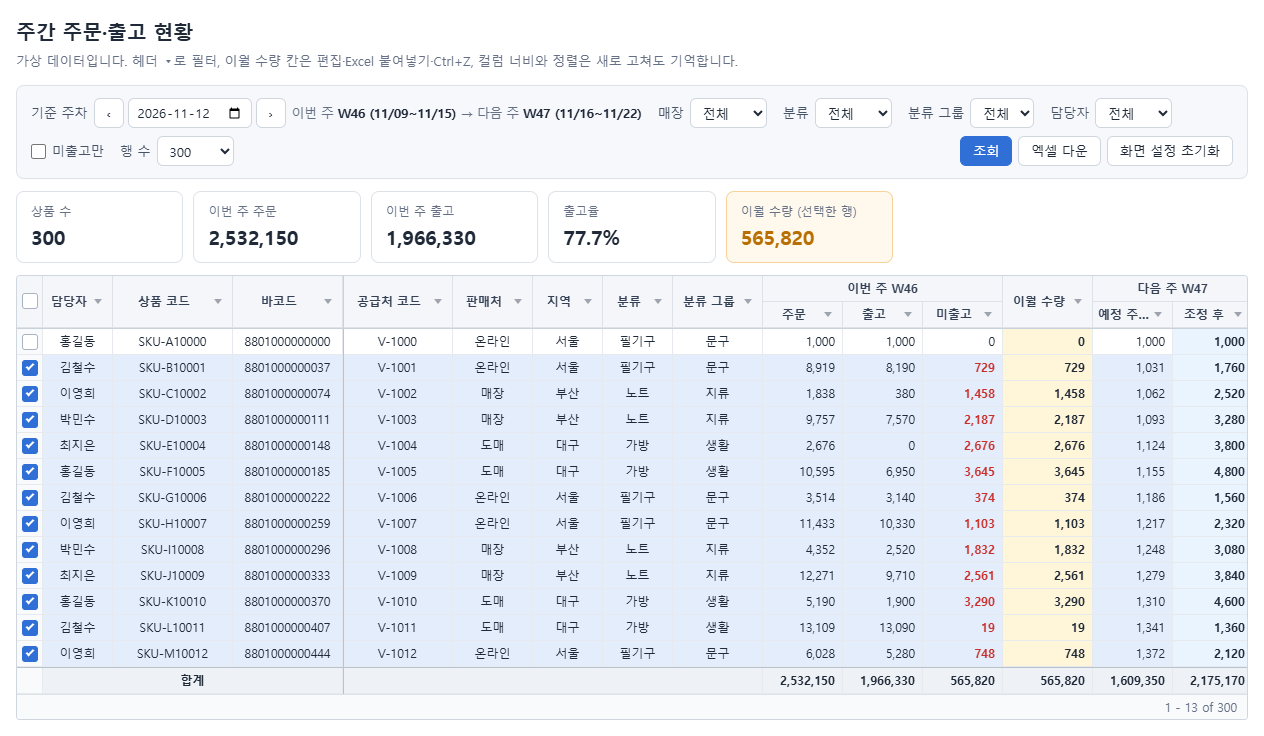 주간 주문·출고 현황
가상 데이터입니다. 헤더 ▾로 필터, 이월 수량 칸은 편집·Excel 붙여넣기·Ctrl+Z, 컬럼 너비와 정렬은 새로 고쳐도 기억합니다.
기준 주차 ‹ 2026-11-12 › 이번 주 W46 (11/09~11/15) → 다음 주 W47 (11/16~11/22) 매장 전체 분류 전체 분류 그룹 전체 담당자 전체
미출고만 행 수 300 조회 엑셀 다운 화면 설정 초기화
상품 수 이번 주 주문 이번 주 출고 출고율 이월 수량 (선택한 행)
300 2,532,150 1,966,330 77.7% 565,820
담당자 상품 코드 바코드 공급처 코드 판매처 지역 분류 분류 그룹 이번 주 W46 이월 수량 다음 주 W47
주문 출고 미출고 예정 주... 조정 후
홍길동 SKU-A10000 8801000000000 V-1000 온라인 서울 필기구 문구 1,000 1,000 0 0 1,000 1,000
김철수 SKU-B10001 8801000000037 V-1001 온라인 서울 필기구 문구 8,919 8,190 729 729 1,031 1,760
이영희 SKU-C10002 8801000000074 V-1002 매장 부산 노트 지류 1,838 380 1,458 1,458 1,062 2,520
박민수 SKU-D10003 8801000000111 V-1003 매장 부산 노트 지류 9,757 7,570 2,187 2,187 1,093 3,280
최지은 SKU-E10004 8801000000148 V-1004 도매 대구 가방 생활 2,676 0 2,676 2,676 1,124 3,800
홍길동 SKU-F10005 8801000000185 V-1005 도매 대구 가방 생활 10,595 6,950 3,645 3,645 1,155 4,800
김철수 SKU-G10006 8801000000222 V-1006 온라인 서울 필기구 문구 3,514 3,140 374 374 1,186 1,560
이영희 SKU-H10007 8801000000259 V-1007 온라인 서울 필기구 문구 11,433 10,330 1,103 1,103 1,217 2,320
박민수 SKU-I10008 8801000000296 V-1008 매장 부산 노트 지류 4,352 2,520 1,832 1,832 1,248 3,080
최지은 SKU-J10009 8801000000333 V-1009 매장 부산 노트 지류 12,271 9,710 2,561 2,561 1,279 3,840
홍길동 SKU-K10010 8801000000370 V-1010 도매 대구 가방 생활 5,190 1,900 3,290 3,290 1,310 4,600
김철수 SKU-L10011 8801000000407 V-1011 도매 대구 가방 생활 13,109 13,090 19 19 1,341 1,360
이영희 SKU-M10012 8801000000444 V-1012 온라인 서울 필기구 문구 6,028 5,280 748 748 1,372 2,120
합계 2,532,150 1,966,330 565,820 565,820 1,609,350 2,175,170
1 - 13 of 300